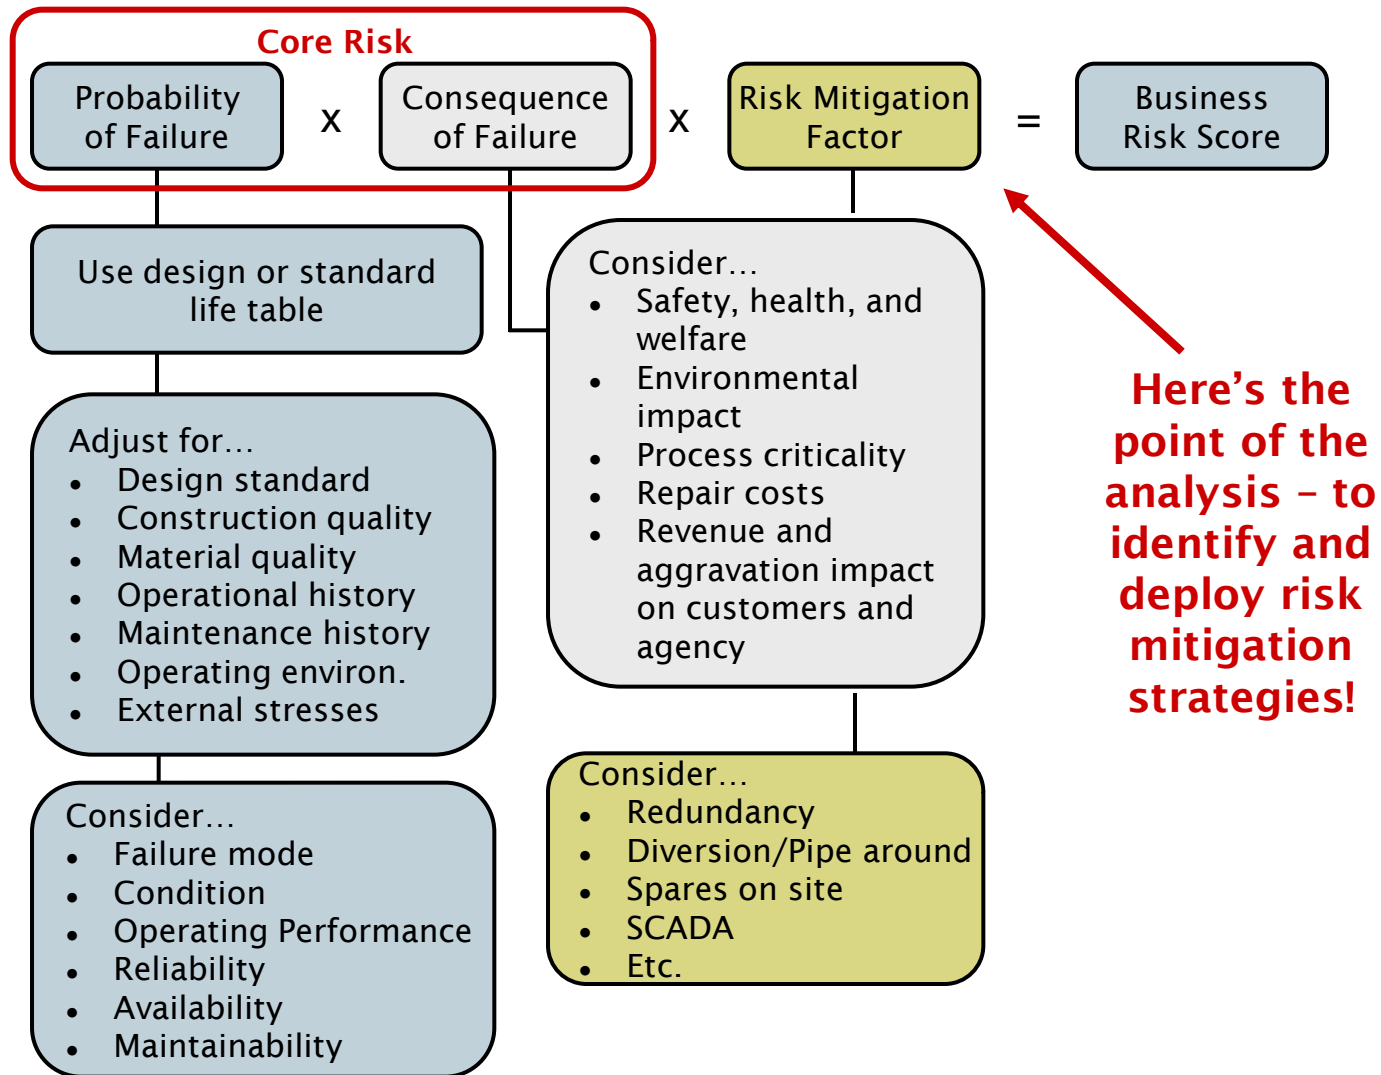 Core Risk
Probability
of Failure
x
Consequence
of Failure
x
Risk Mitigation
Factor
=
Business
Risk Score
Use design or standard
life table
Adjust for…
• Design standard
• Construction quality
• Material quality
• Operational history
• Maintenance history
• Operating environ.
• External stresses
Consider…
• Failure mode
• Condition
• Operating Performance
• Reliability
• Availability
• Maintainability
Consider…
• Safety, health, and
welfare
• Environmental
impact
• Process criticality
• Repair costs
• Revenue and
aggravation impact
on customers and
agency
Consider…
• Redundancy
• Diversion/Pipe around
• Spares on site
• SCADA
• Etc.
Here’s the
point of the
analysis – to
identify and
deploy risk
mitigation
strategies!